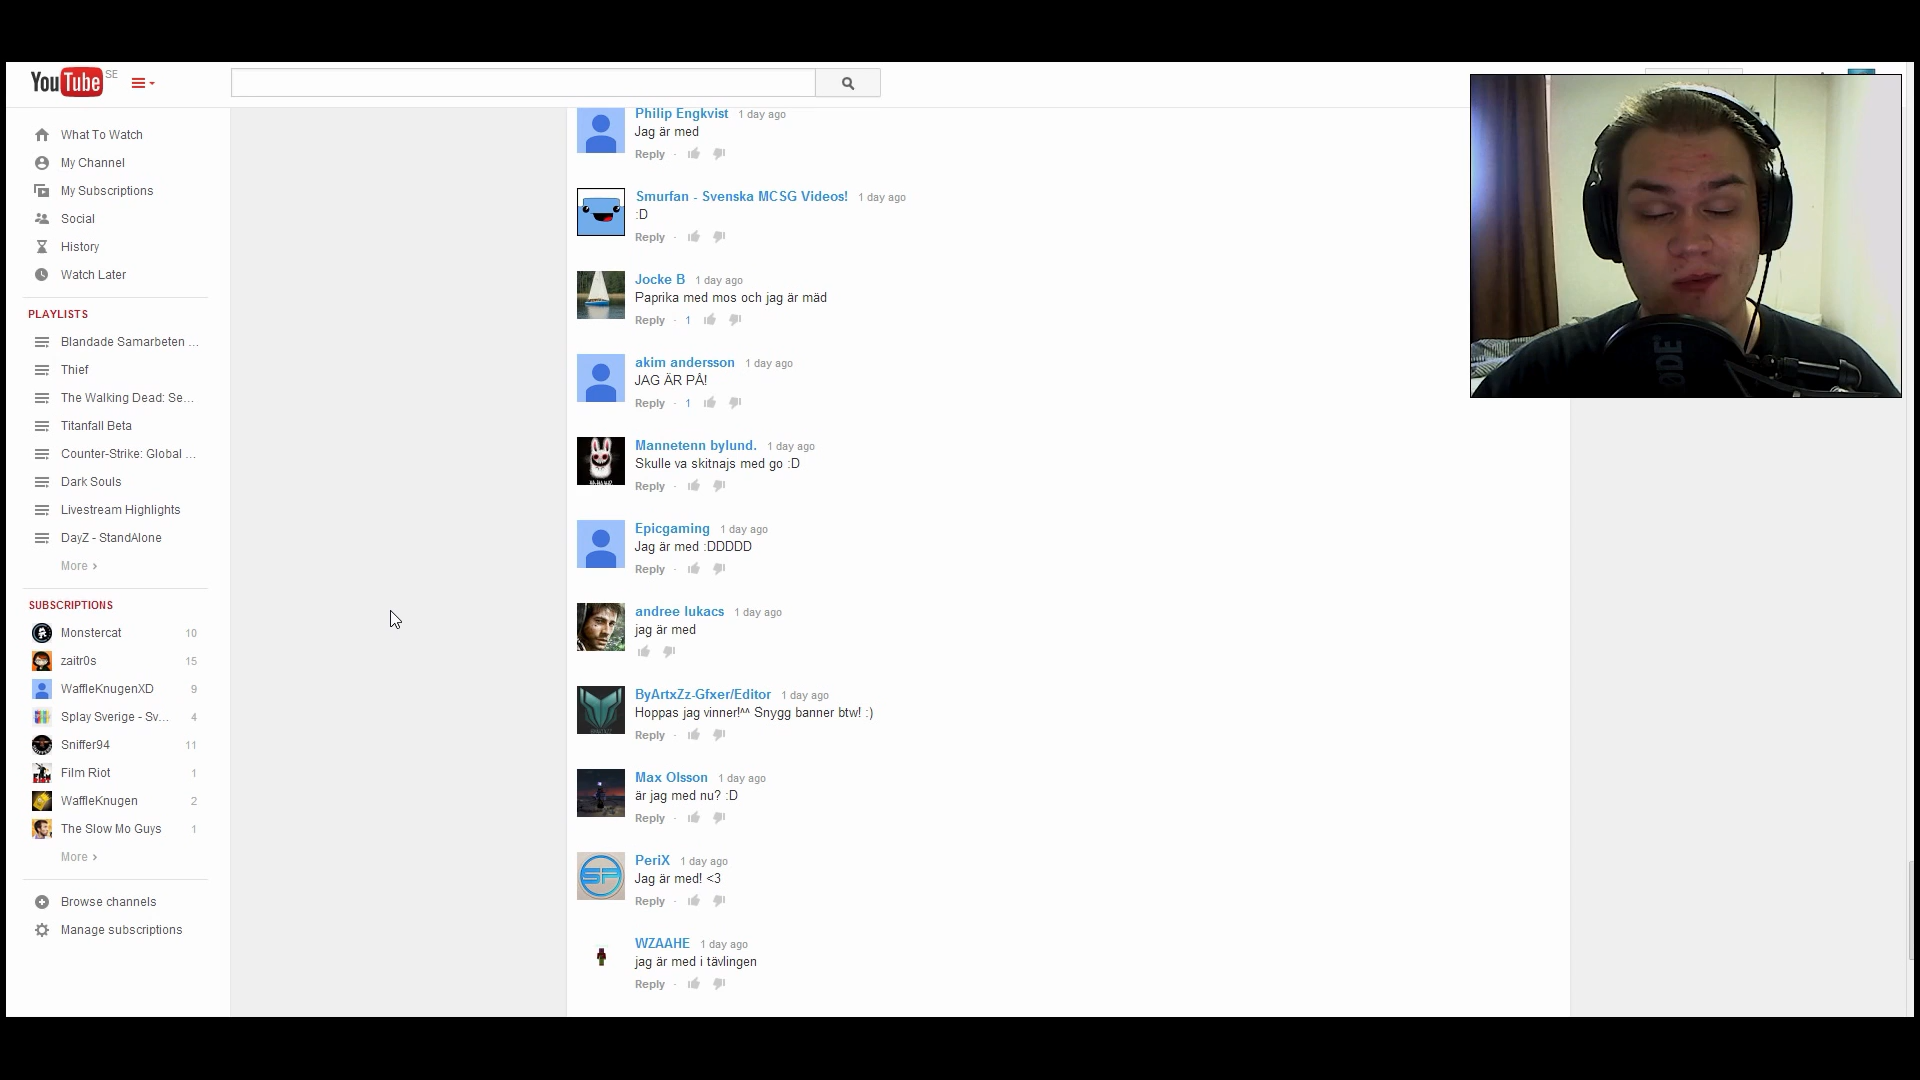 YouTube SE
What To Watch
My Channel
My Subscriptions
Social
History
Watch Later
PLAYLISTS
Blandade Samarbeten ...
Thief
The Walking Dead: Se...
Titanfall Beta
Counter-Strike: Global ...
Dark Souls
Livestream Highlights
DayZ - StandAlone
More ›
SUBSCRIPTIONS
Monstercat 10
zaitr0s 15
WaffleKnugenXD 9
Splay Sverige - Sv... 4
Sniffer94 11
Film Riot 1
WaffleKnugen 2
The Slow Mo Guys 1
More ›
Browse channels
Manage subscriptions
Philip Engkvist 1 day ago
Jag är med
Reply ·
Smurfan - Svenska MCSG Videos! 1 day ago
:D
Reply ·
Jocke B 1 day ago
Paprika med mos och jag är mäd
Reply · 1
akim andersson 1 day ago
JAG ÄR PÅ!
Reply · 1
Mannetenn bylund. 1 day ago
Skulle va skitnajs med go :D
Reply ·
Epicgaming 1 day ago
Jag är med :DDDDD
Reply ·
andree lukacs 1 day ago
jag är med
ByArtxZz-Gfxer/Editor 1 day ago
Hoppas jag vinner!^^ Snygg banner btw! :)
Reply ·
Max Olsson 1 day ago
är jag med nu? :D
Reply ·
PeriX 1 day ago
Jag är med! <3
Reply ·
WZAAHE 1 day ago
jag är med i tävlingen
Reply ·